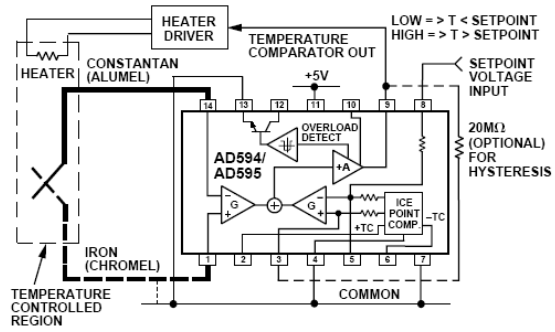 HEATER
DRIVER
LOW = > T < SETPOINT
HIGH = > T > SETPOINT
TEMPERATURE
COMPARATOR OUT
HEATER
CONSTANTAN
(ALUMEL)
+5V
SETPOINT
VOLTAGE
INPUT
14
13
12
11
10
9
8
OVERLOAD
DETECT
20MΩ
(OPTIONAL)
FOR
HYSTERESIS
AD594/
AD595
+A
–
G
+
–
G
+
ICE
POINT
COMP.
–TC
+TC
IRON
(CHROMEL)
1
2
3
4
5
6
7
COMMON
TEMPERATURE
CONTROLLED
REGION